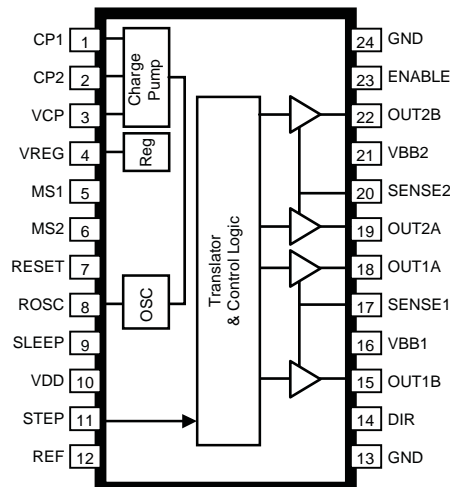 CP1 1
CP2 2
VCP 3
VREG 4
MS1 5
MS2 6
RESET 7
ROSC 8
SLEEP 9
VDD 10
STEP 11
REF 12
Charge
Pump
Reg
OSC
Translator
& Control Logic
24 GND
23 ENABLE
22 OUT2B
21 VBB2
20 SENSE2
19 OUT2A
18 OUT1A
17 SENSE1
16 VBB1
15 OUT1B
14 DIR
13 GND